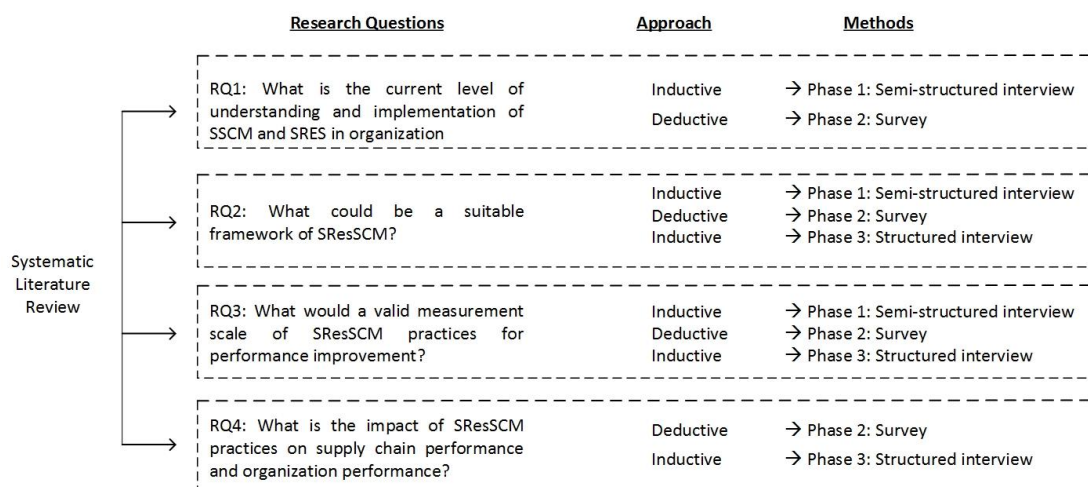 Research Questions Approach Methods
RQ1: What is the current level of
understanding and implementation of
SSCM and SRES in organization
Inductive → Phase 1: Semi-structured interview
Deductive → Phase 2: Survey
RQ2: What could be a suitable
framework of SResSCM?
Inductive → Phase 1: Semi-structured interview
Deductive → Phase 2: Survey
Inductive → Phase 3: Structured interview
Systematic
Literature
Review
RQ3: What would a valid measurement
scale of SResSCM practices for
performance improvement?
Inductive → Phase 1: Semi-structured interview
Deductive → Phase 2: Survey
Inductive → Phase 3: Structured interview
RQ4: What is the impact of SResSCM
practices on supply chain performance
and organization performance?
Deductive → Phase 2: Survey
Inductive → Phase 3: Structured interview